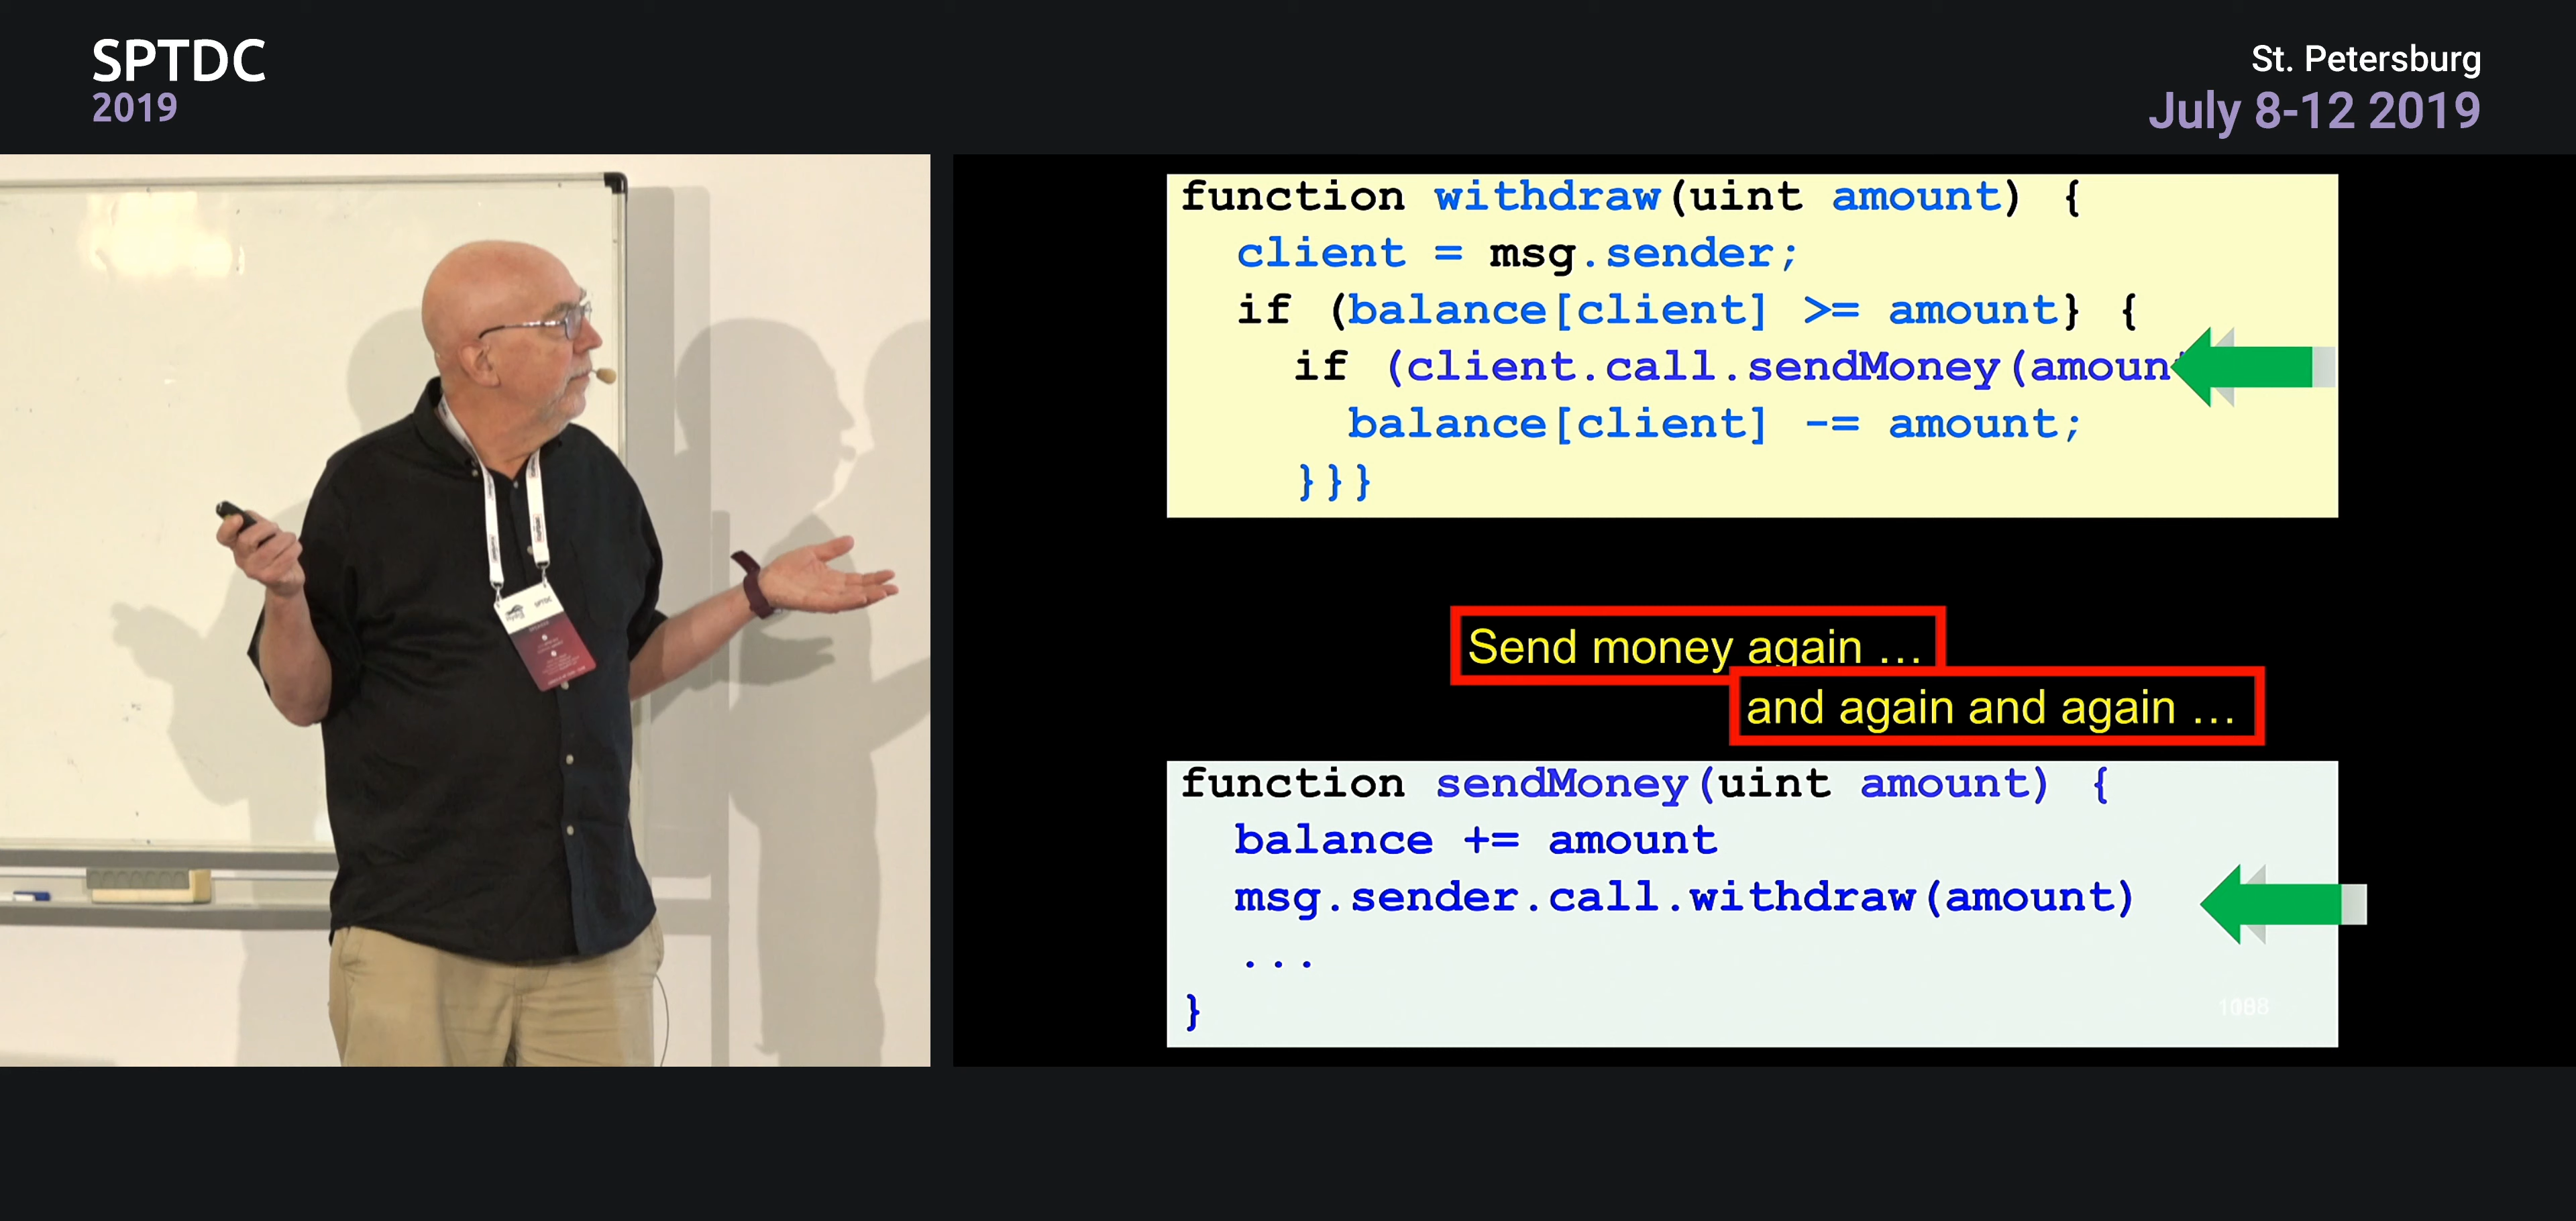 SPTDC
2019
St. Petersburg
July 8-12 2019
function withdraw(uint amount) {
client = msg.sender;
if (balance[client] >= amount} {
if (client.call.sendMoney(amoun
balance[client] -= amount;
}}}
Send money again …
and again and again …
function sendMoney(uint amount) {
balance += amount
msg.sender.call.withdraw(amount)
...
}
1008
SPTDC